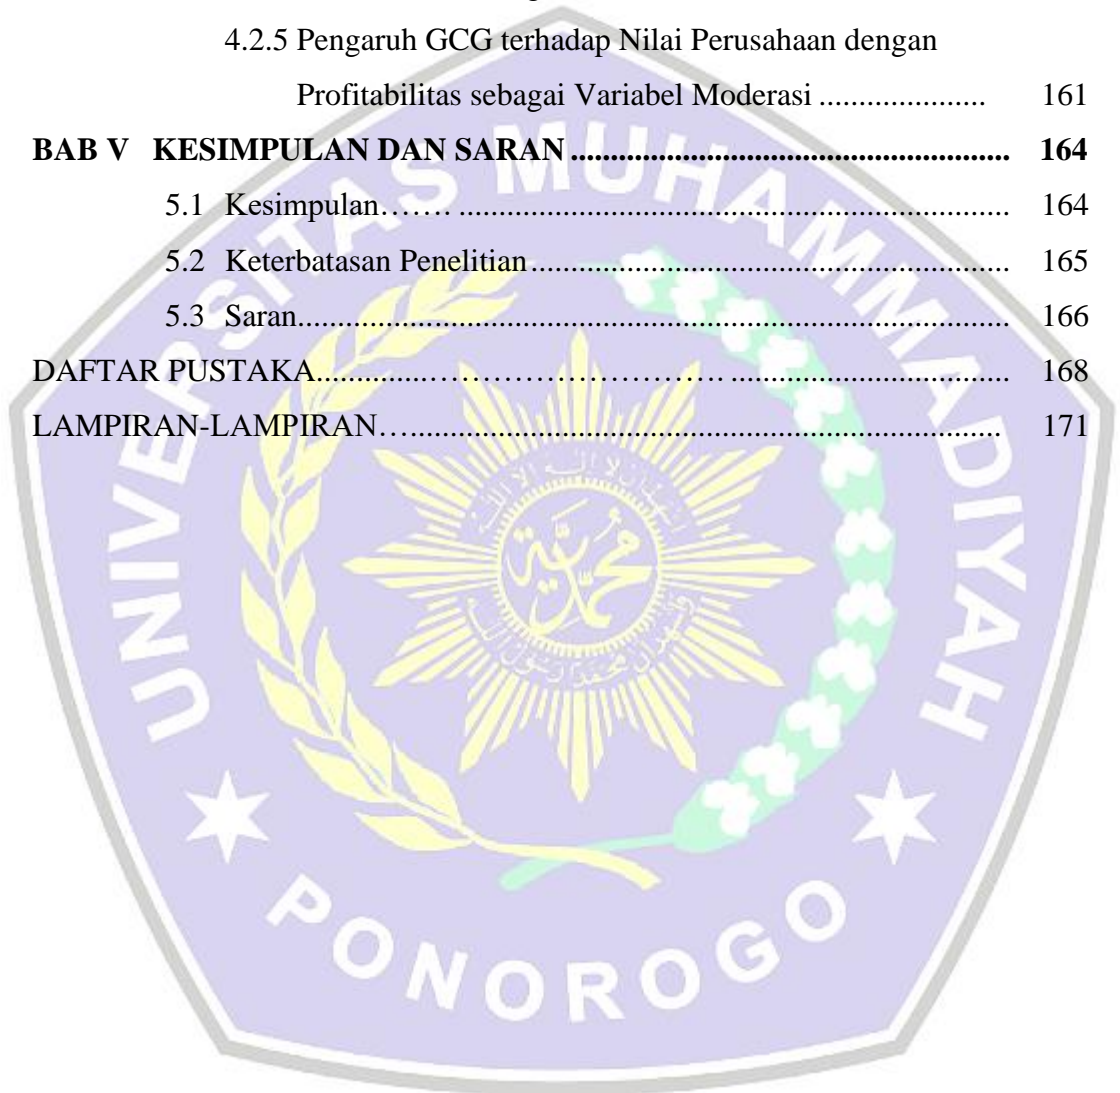 4.2.5 Pengaruh GCG terhadap Nilai Perusahaan dengan
Profitabilitas sebagai Variabel Moderasi ..................... 161
BAB V KESIMPULAN DAN SARAN ...................................................... 164
5.1 Kesimpulan……. .................................................................... 164
5.2 Keterbatasan Penelitian ........................................................... 165
5.3 Saran........................................................................................ 166
DAFTAR PUSTAKA..............………………………. .................................. 168
LAMPIRAN-LAMPIRAN…......................................................................... 171
UNIVERSITAS MUHAMMADIYAH
PONOROGO
محمدية